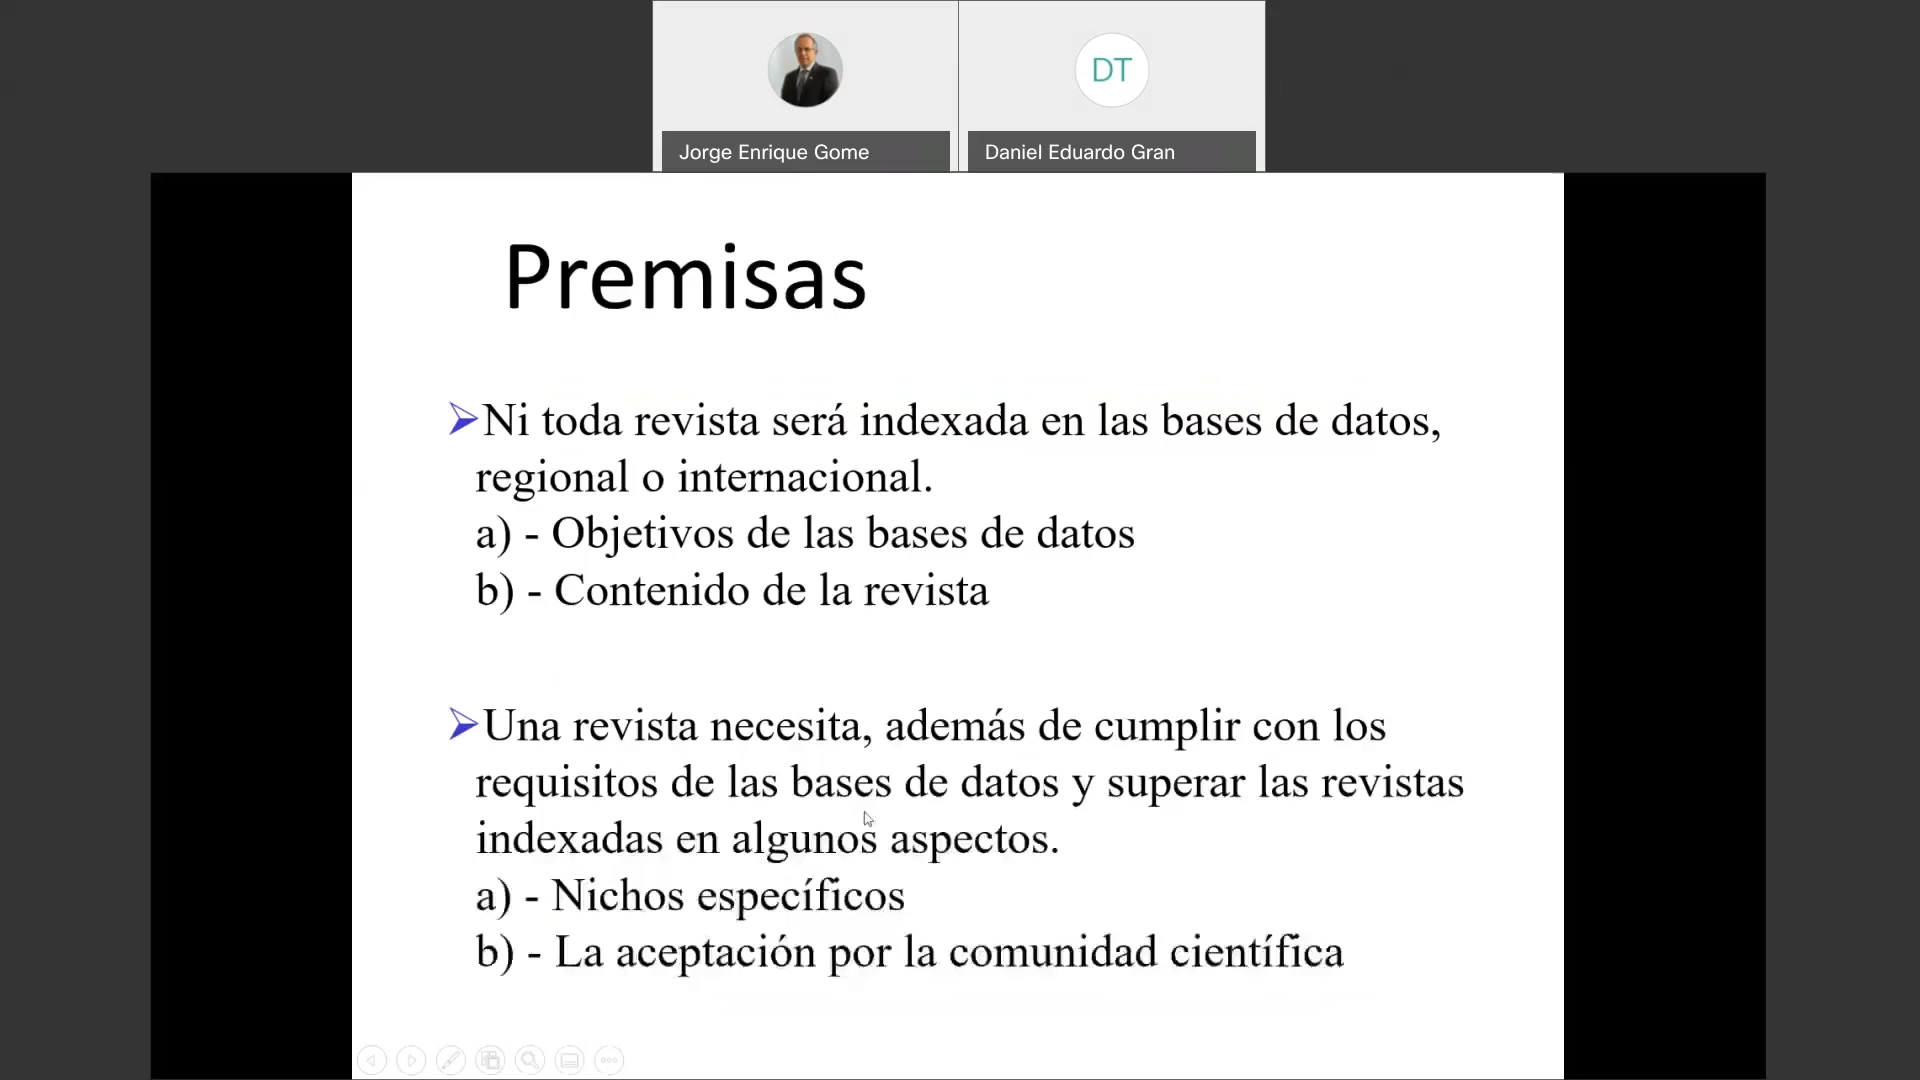 DT
Jorge Enrique Gome
Daniel Eduardo Gran
Premisas
Ni toda revista será indexada en las bases de datos,
regional o internacional.
a) - Objetivos de las bases de datos
b) - Contenido de la revista
Una revista necesita, además de cumplir con los
requisitos de las bases de datos y superar las revistas
indexadas en algunos aspectos.
a) - Nichos específicos
b) - La aceptación por la comunidad científica